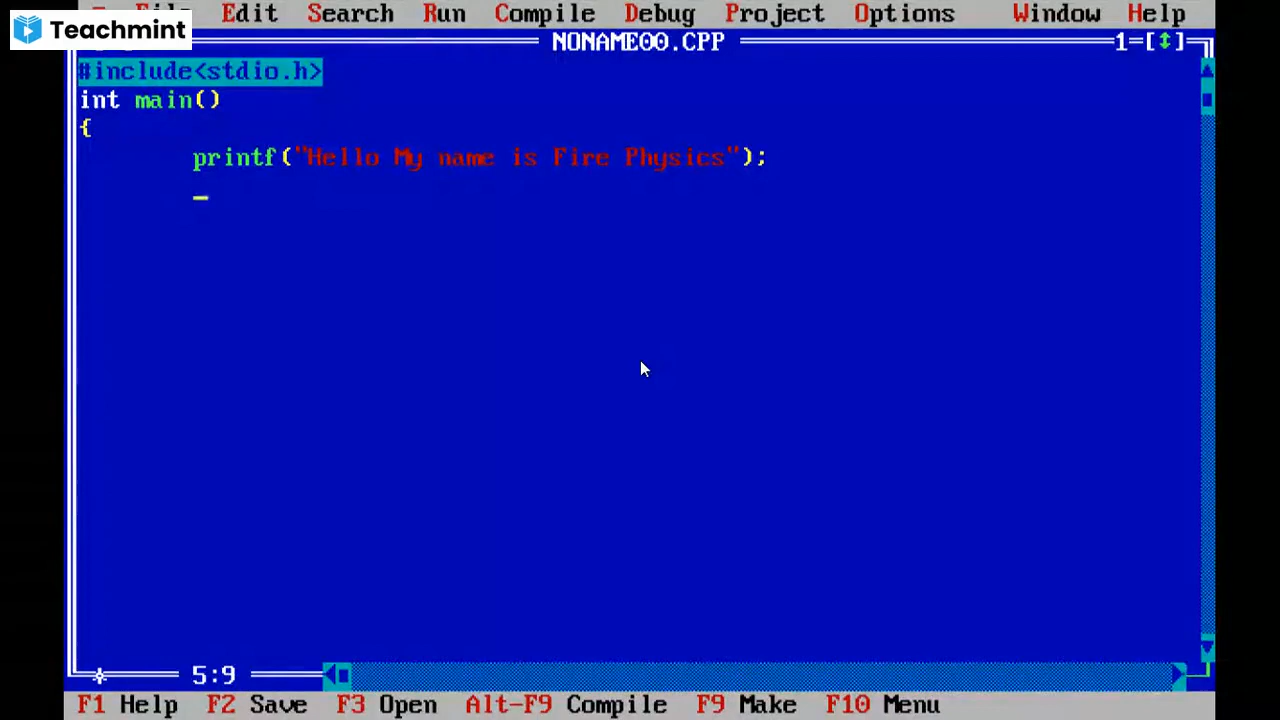 File Edit Search Run Compile Debug Project Options Window Help
Teachmint
NONAME00.CPP 1=[↕]
#include<stdio.h>
int main()
{
printf("Hello My name is Fire Physics");
_
5:9
F1 Help F2 Save F3 Open Alt-F9 Compile F9 Make F10 Menu